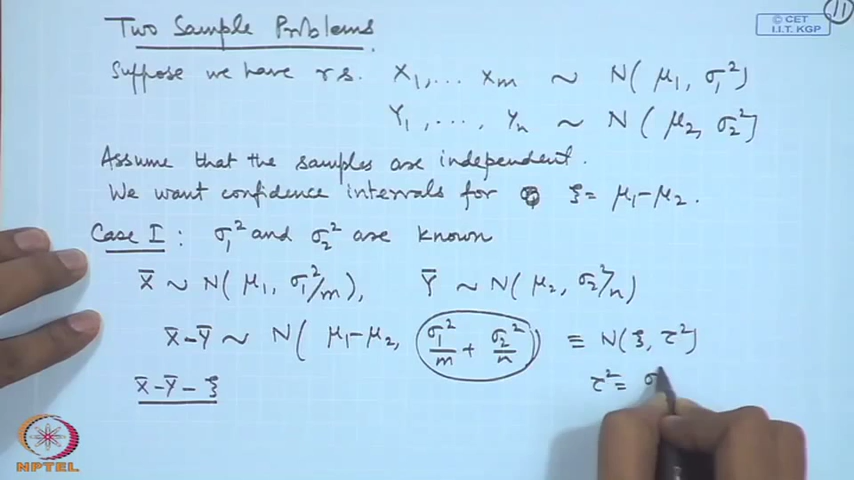 11
© CET
I.I.T. KGP
Two Sample Problems
Suppose we have r.s. X₁, ... Xₘ ~ N( μ₁, σ₁²)
Y₁, ..., Yₙ ~ N( μ₂, σ₂²)
Assume that the samples are independent.
We want confidence intervals for ξ = μ₁-μ₂.
Case I : σ₁² and σ₂² are known
X̄ ~ N( μ₁, σ₁²/m), Ȳ ~ N( μ₂, σ₂²/n)
X̄-Ȳ ~ N( μ₁-μ₂, σ₁²/m + σ₂²/n ) ≡ N(ξ, τ²)
X̄-Ȳ-ξ τ² = σ
NPTEL